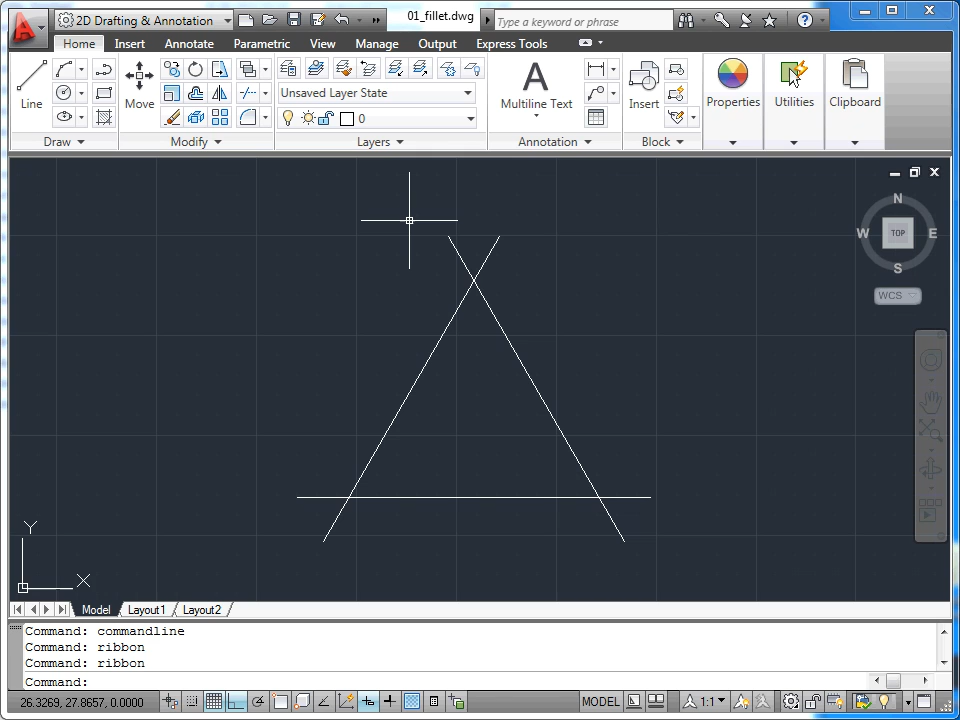 2D Drafting & Annotation
01_fillet.dwg
Type a keyword or phrase
Home Insert Annotate Parametric View Manage Output Express Tools
Line
Move
Unsaved Layer State
0
A
Multiline Text
Insert
Properties
Utilities
Clipboard
Draw
Modify
Layers
Annotation
Block
N
W TOP E
S
WCS
Y
X
Model Layout1 Layout2
Command: commandline
Command: ribbon
Command: ribbon
Command:
26.3269, 27.8657, 0.0000
MODEL
1:1